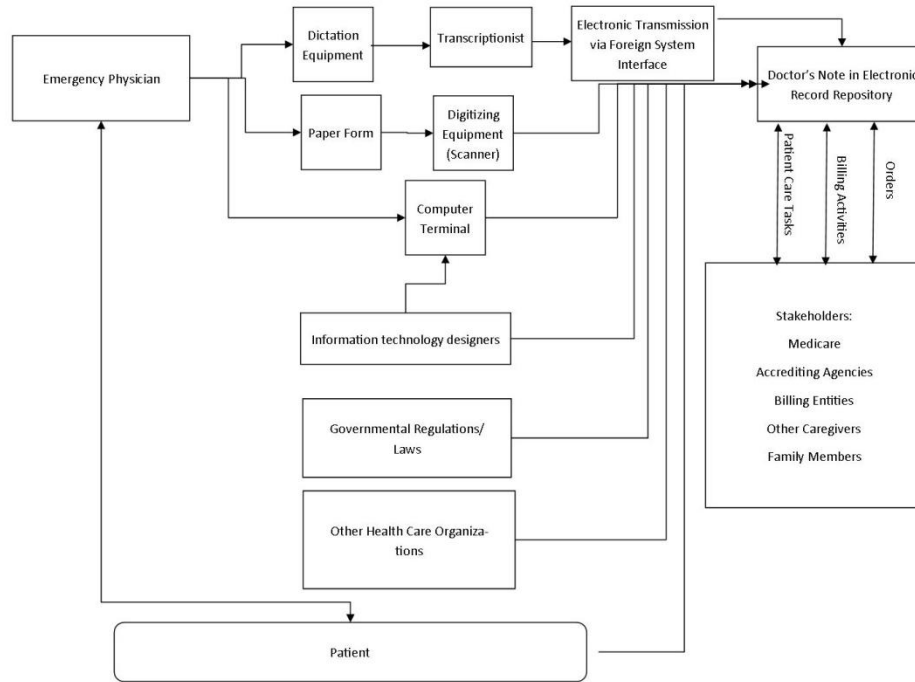 Emergency Physician
Dictation
Equipment
Transcriptionist
Electronic Transmission
via Foreign System
Interface
Doctor's Note in Electronic
Record Repository
Paper Form
Digitizing
Equipment
(Scanner)
Computer
Terminal
Patient Care Tasks
Billing Activities
Orders
Information technology designers
Governmental Regulations/
Laws
Other Health Care Organiza-
tions
Patient
Stakeholders:
Medicare
Accrediting Agencies
Billing Entities
Other Caregivers
Family Members